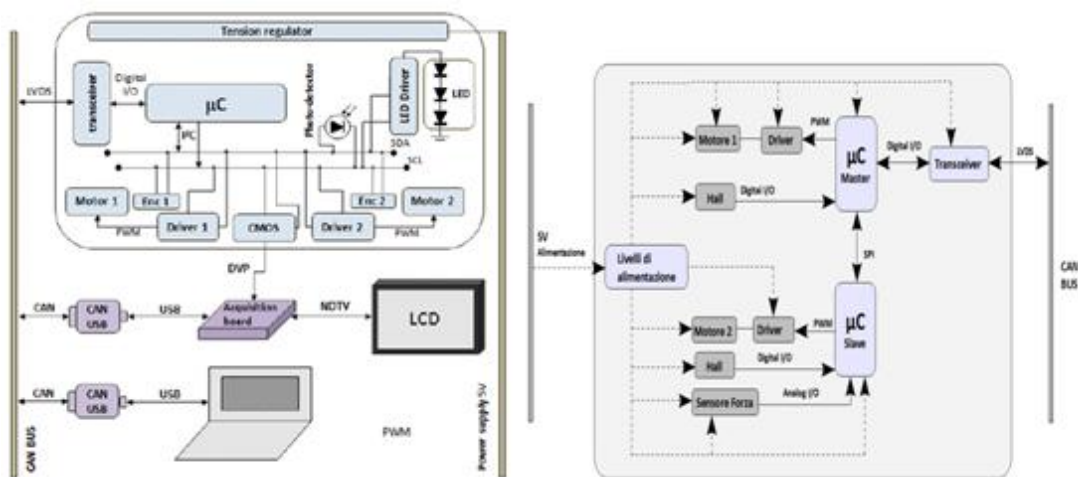 Tension regulator
transceiver
Digital
I/O
LVDS
µC
I²C
Photo-detector
LED Driver
LED
SDA
SCL
Motor 1
Enc 1
Enc 2
Motor 2
PWM
Driver 1
CMOS
Driver 2
PWM
DVP
CAN
CAN
USB
USB
Acquisition
board
NDTV
LCD
CAN
CAN
USB
USB
PWM
CAN BUS
Power supply 5V
Motore 1
Driver
PWM
µC
Master
Digital I/O
Transceiver
LVDS
Hall
Digital I/O
5V
Alimentazione
Livelli di
alimentazione
SPI
CAN
BUS
Motore 2
Driver
PWM
µC
Slave
Hall
Digital I/O
Sensore Forza
Analog I/O